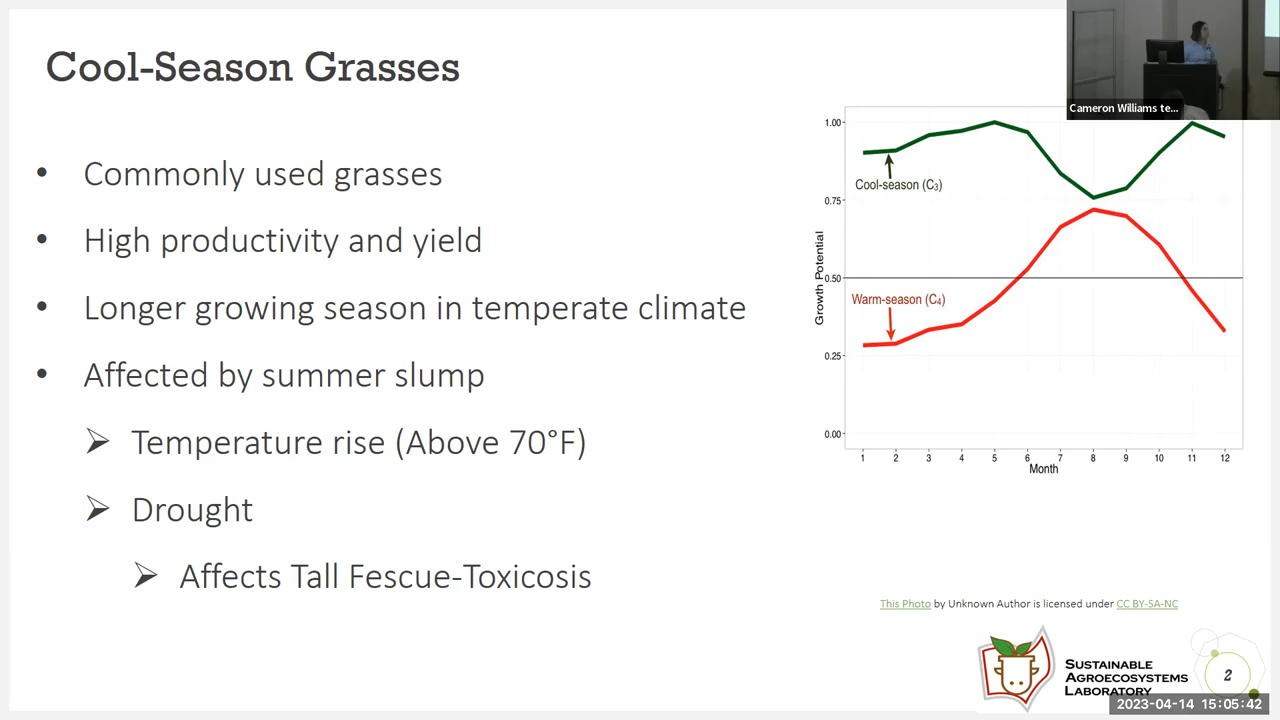 Cool-Season Grasses
Cameron Williams te...
• Commonly used grasses
• High productivity and yield
• Longer growing season in temperate climate
• Affected by summer slump
➢ Temperature rise (Above 70°F)
➢ Drought
➢ Affects Tall Fescue-Toxicosis
1.00
Cool-season (C₃)
0.75
Growth Potential
0.50
Warm-season (C₄)
0.25
0.00
1 2 3 4 5 6 7 8 9 10 11 12
Month
This Photo by Unknown Author is licensed under CC BY-SA-NC
SUSTAINABLE
AGROECOSYSTEMS
LABORATORY
2
2023-04-14 15:05:42